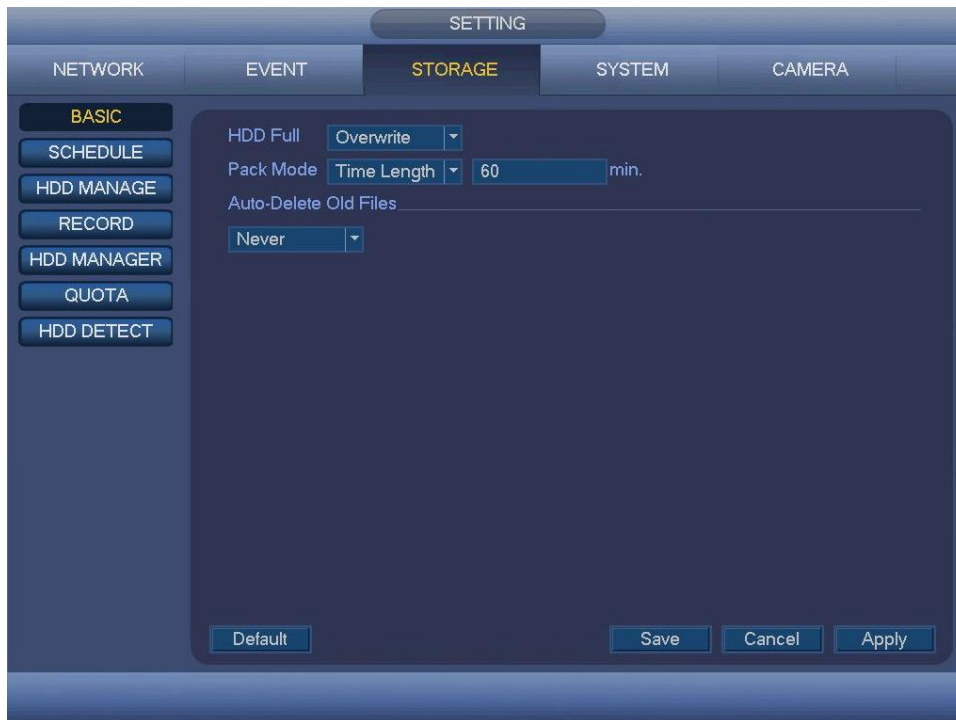 SETTING
NETWORK EVENT STORAGE SYSTEM CAMERA
BASIC
SCHEDULE
HDD MANAGE
RECORD
HDD MANAGER
QUOTA
HDD DETECT
HDD Full Overwrite
Pack Mode Time Length 60 min.
Auto-Delete Old Files
Never
Default Save Cancel Apply